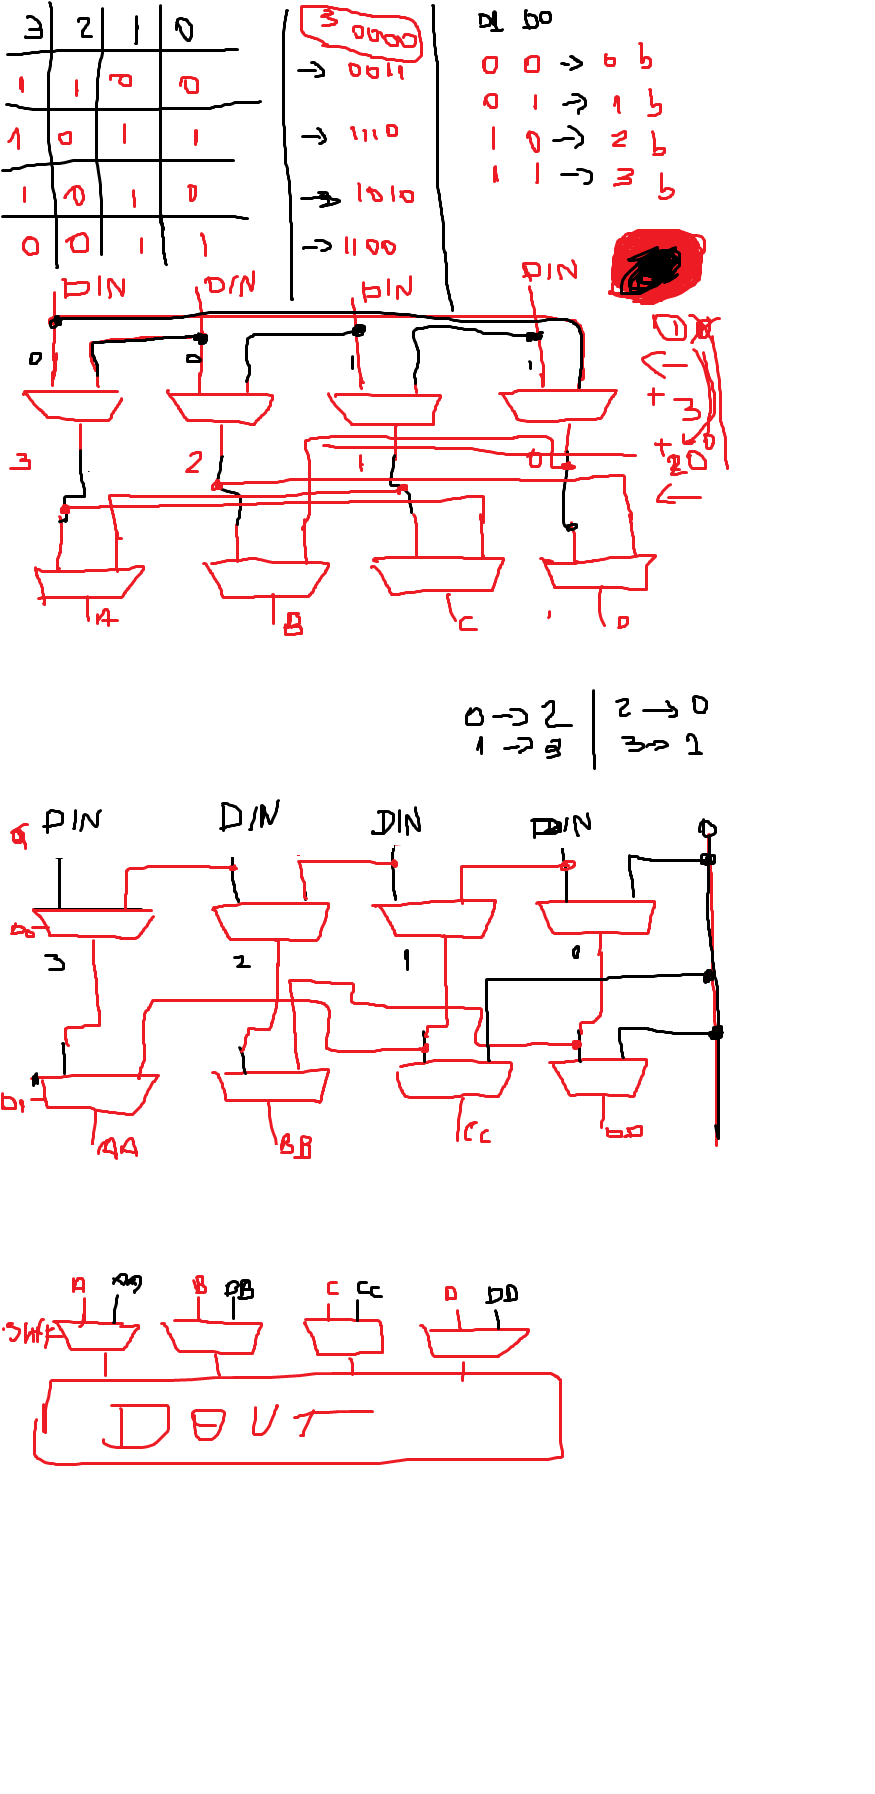 3 2 1 0
1 1 0 0
1 0 1 1
1 0 1 0
0 0 1 1
3 0000
→ 0011
→ 1110
→ 1010
→ 1100
D1 D0
0 0 → 0 b
0 1 → 1 b
1 0 → 2 b
1 1 → 3 b
DIN DIN DIN DIN
0 0 1 1
3 2 1 0
←
+ 3
+ 0
20
←
A B C D
0 → 2 | 2 → 0
1 → 3 | 3 → 1
DIN DIN DIN DIN 0
D0
3 2 1 0
D1
AA BB CC DD
A AA B BB C CC D DD
Shift
DOUT